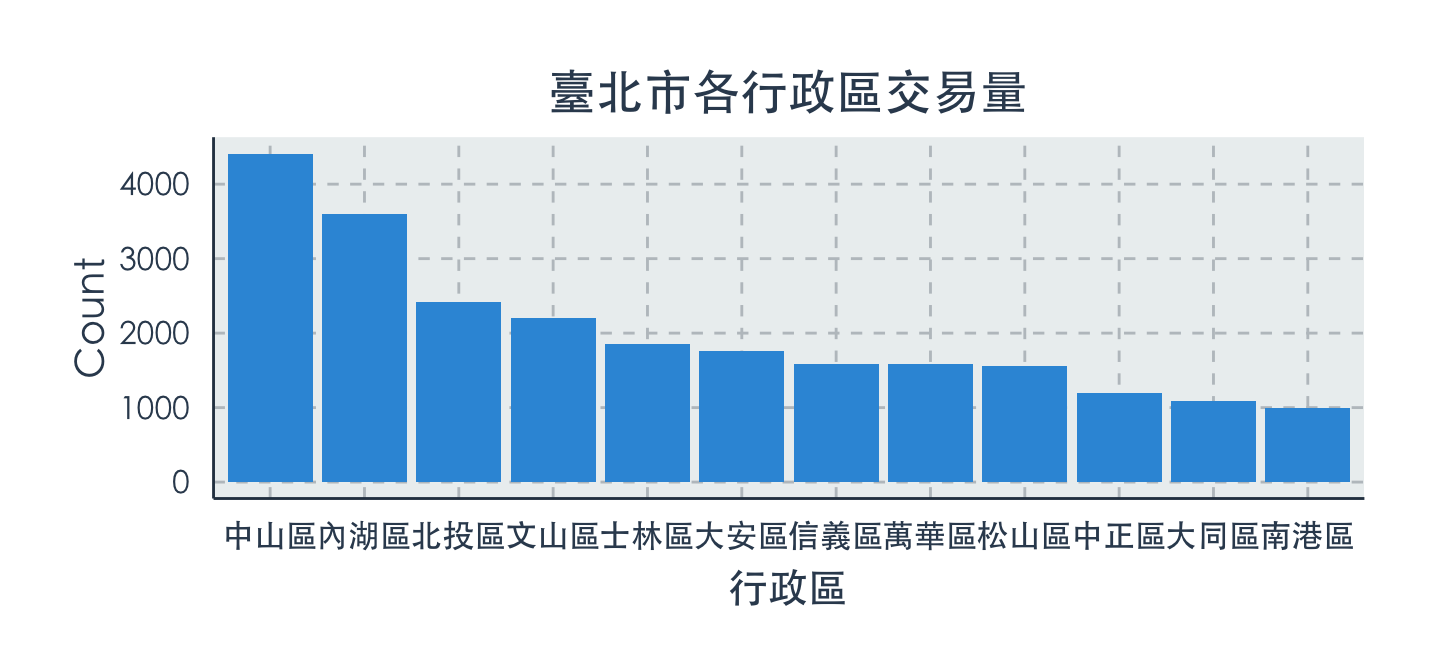 臺北市各行政區交易量
Count
4000
3000
2000
1000
0
中山區 內湖區 北投區 文山區 士林區 大安區 信義區 萬華區 松山區 中正區 大同區 南港區
行政區